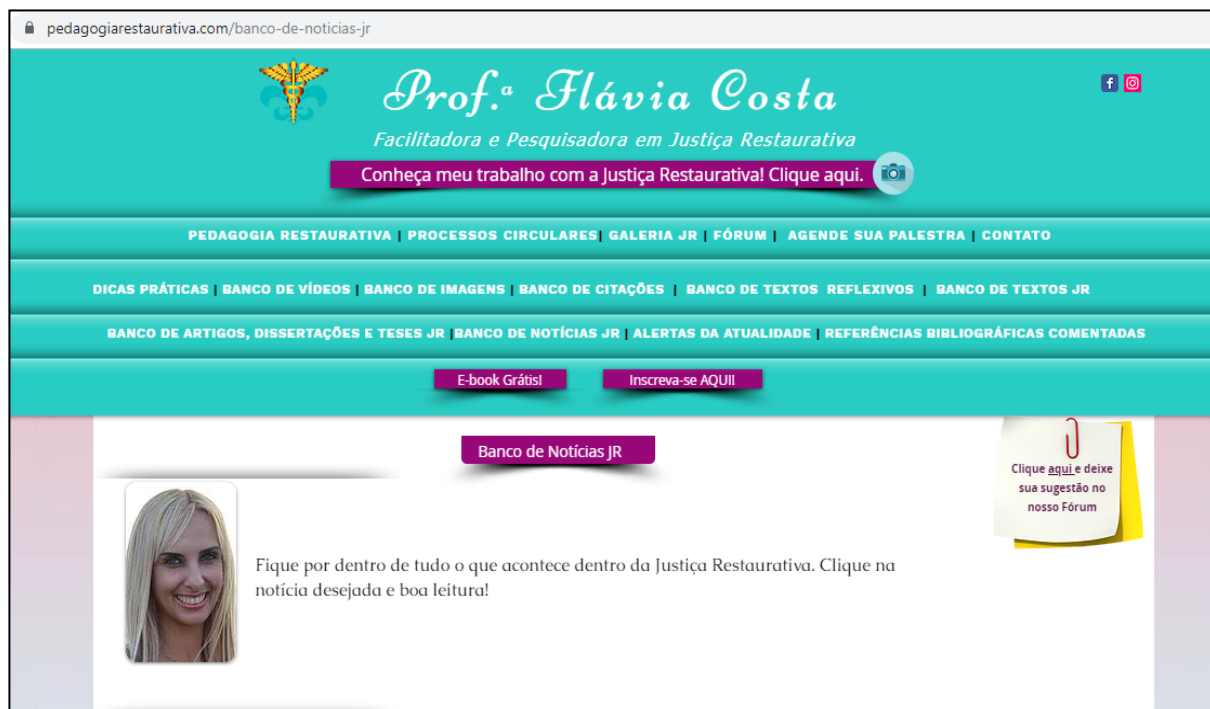 pedagogiarestaurativa.com/banco-de-noticias-jr
Prof.ª Flávia Costa
Facilitadora e Pesquisadora em Justiça Restaurativa
Conheça meu trabalho com a Justiça Restaurativa! Clique aqui.
PEDAGOGIA RESTAURATIVA | PROCESSOS CIRCULARES| GALERIA JR | FÓRUM | AGENDE SUA PALESTRA | CONTATO
DICAS PRÁTICAS | BANCO DE VÍDEOS | BANCO DE IMAGENS | BANCO DE CITAÇÕES | BANCO DE TEXTOS REFLEXIVOS | BANCO DE TEXTOS JR
BANCO DE ARTIGOS, DISSERTAÇÕES E TESES JR |BANCO DE NOTÍCIAS JR | ALERTAS DA ATUALIDADE | REFERÊNCIAS BIBLIOGRÁFICAS COMENTADAS
E-book Grátis! Inscreva-se AQUI!
Banco de Notícias JR
Clique aqui e deixe
sua sugestão no
nosso Fórum
Fique por dentro de tudo o que acontece dentro da Justiça Restaurativa. Clique na
notícia desejada e boa leitura!